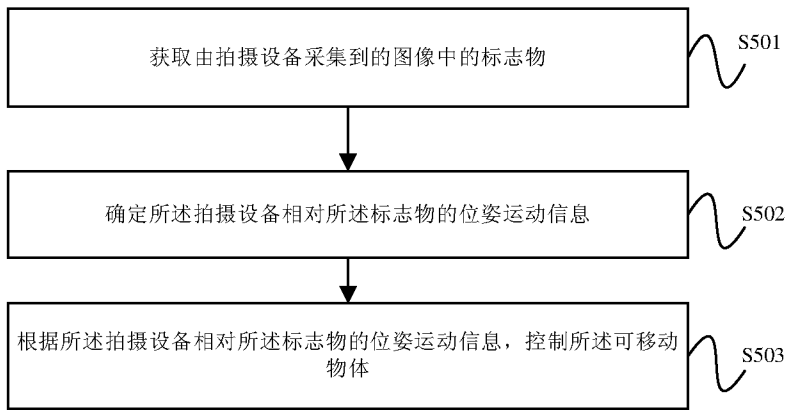 获取由拍摄设备采集到的图像中的标志物
S501
确定所述拍摄设备相对所述标志物的位姿运动信息
S502
根据所述拍摄设备相对所述标志物的位姿运动信息，控制所述可移动
物体
S503